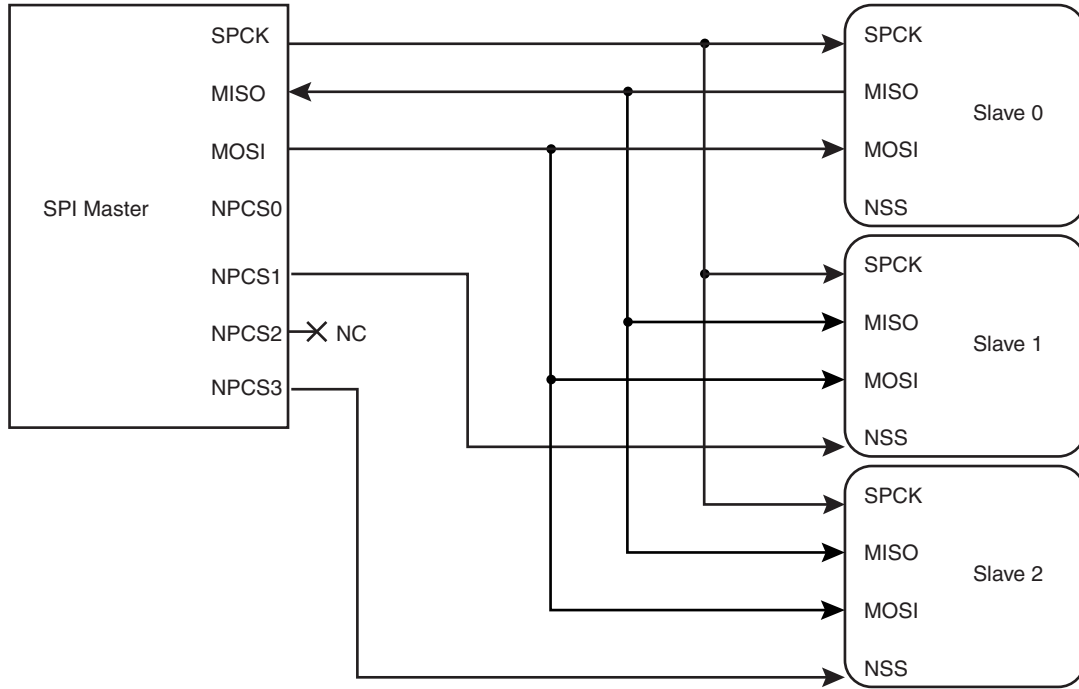 SPI Master
SPCK
MISO
MOSI
NPCS0
NPCS1
NPCS2
NC
NPCS3
SPCK
MISO
Slave 0
MOSI
NSS
SPCK
MISO
Slave 1
MOSI
NSS
SPCK
MISO
Slave 2
MOSI
NSS